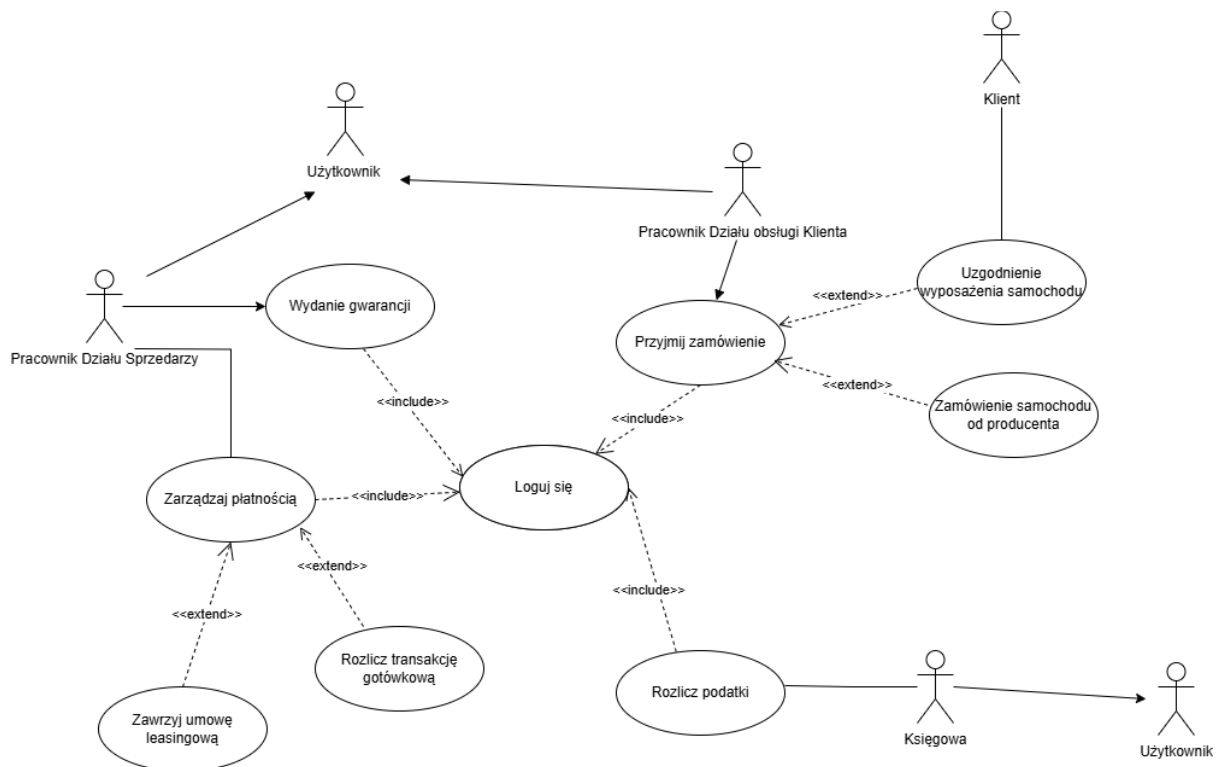 Klient
Użytkownik
Pracownik Działu obsługi Klienta
Uzgodnienie
wyposażenia samochodu
<<extend>>
Wydanie gwarancji
Przyjmij zamówienie
Pracownik Działu Sprzedarzy
<<extend>>
<<include>>
Zamówienie samochodu
od producenta
<<include>>
Loguj się
Zarządzaj płatnością
<<include>>
<<extend>>
<<include>>
<<extend>>
Rozlicz transakcję
gotówkową
Rozlicz podatki
Zawrzyj umowę
leasingową
Księgowa
Użytkownik